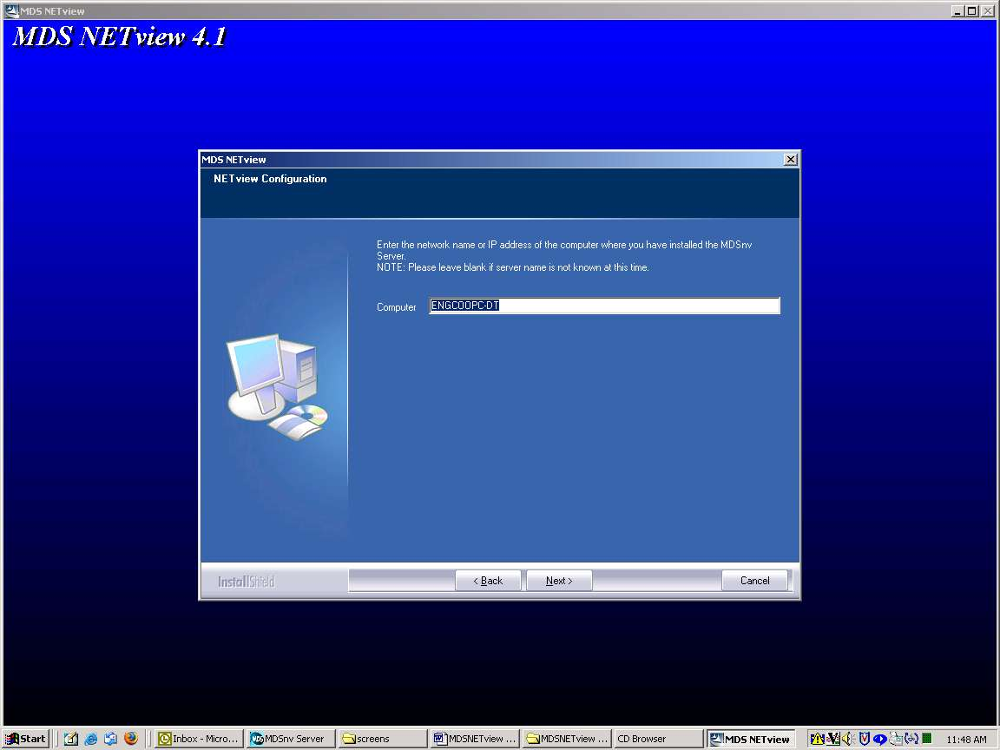 MDS NETview
MDS NETview 4.1
MDS NETview
NETview Configuration
Enter the network name or IP address of the computer where you have installed the MDSnv
Server.
NOTE: Please leave blank if server name is not known at this time.
Computer ENGCOOPC-DT
InstallShield < Back Next > Cancel
Start Inbox - Micro... MDSnv Server screens MDSNETview ... MDSNETview ... CD Browser MDS NETview 11:48 AM